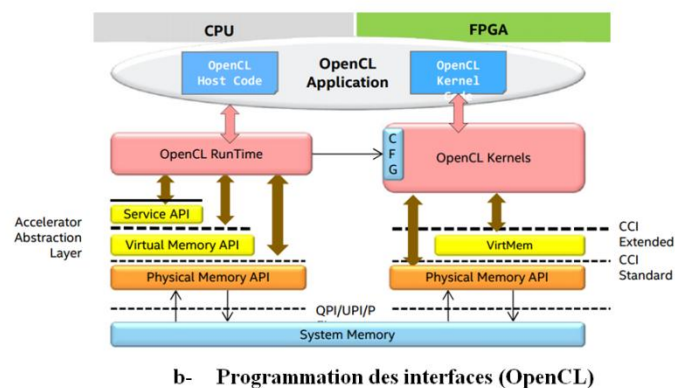 CPU
FPGA
OpenCL
Host Code
OpenCL
Application
OpenCL
Kernel
OpenCL RunTime
C
F
G
OpenCL Kernels
Accelerator
Abstraction
Layer
Service API
Virtual Memory API
Physical Memory API
VirtMem
Physical Memory API
CCI
Extended
CCI
Standard
QPI/UPI/P
System Memory
b- Programmation des interfaces (OpenCL)